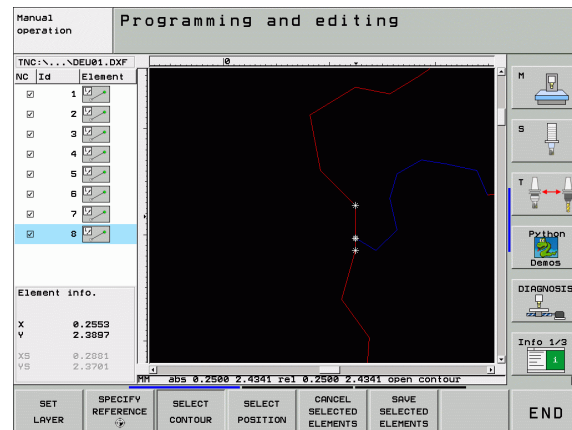 Manual operation
Programming and editing
TNC:\...\DEU01.DXF
NC Id Element
0
1
2
3
4
5
6
7
8
Element info.
X 0.2553
Y 2.3897
XS 0.2881
YS 2.3701
MM abs 0.2500 2.4341 rel 0.2500 2.4341 open contour
M
S
T
Python Demos
DIAGNOSIS
Info 1/3
SET LAYER
SPECIFY REFERENCE
SELECT CONTOUR
SELECT POSITION
CANCEL SELECTED ELEMENTS
SAVE SELECTED ELEMENTS
END